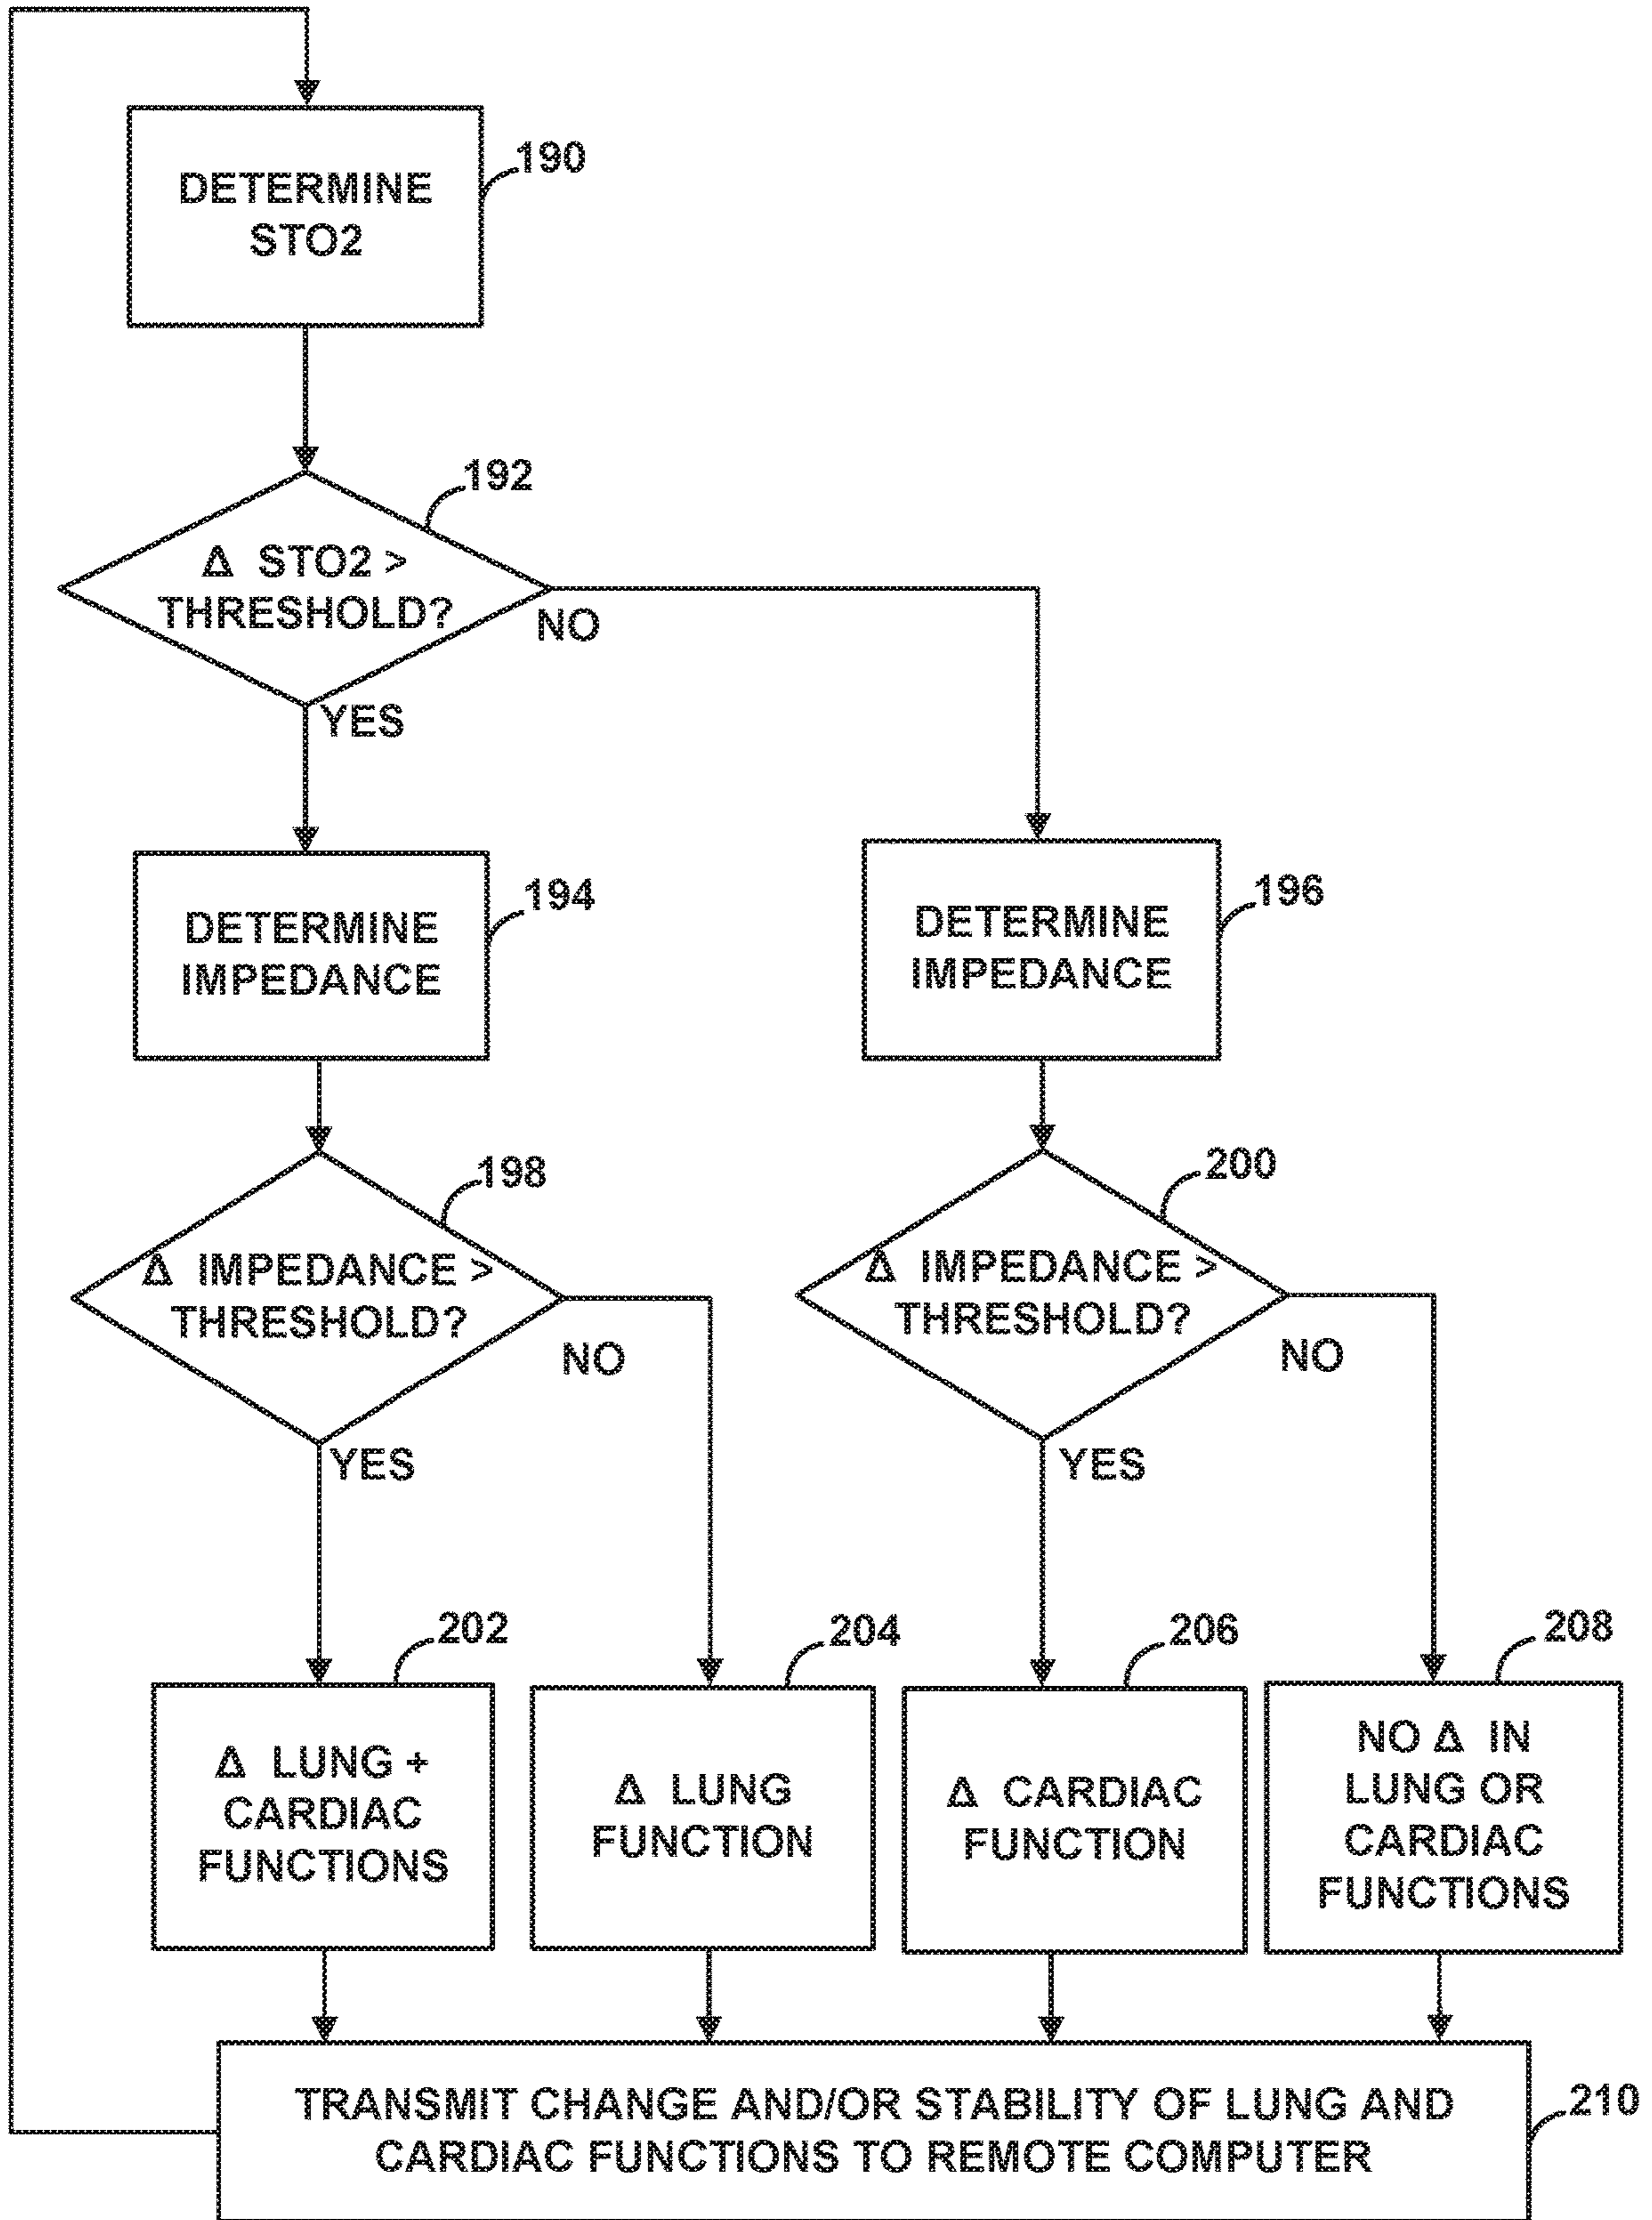 DETERMINE
STO2
190
Δ STO2 >
THRESHOLD?
192
NO
YES
DETERMINE
IMPEDANCE
194
DETERMINE
IMPEDANCE
196
Δ IMPEDANCE >
THRESHOLD?
198
NO
YES
Δ IMPEDANCE >
THRESHOLD?
200
NO
YES
Δ LUNG +
CARDIAC
FUNCTIONS
202
Δ LUNG
FUNCTION
204
Δ CARDIAC
FUNCTION
206
NO Δ IN
LUNG OR
CARDIAC
FUNCTIONS
208
TRANSMIT CHANGE AND/OR STABILITY OF LUNG AND
CARDIAC FUNCTIONS TO REMOTE COMPUTER
210